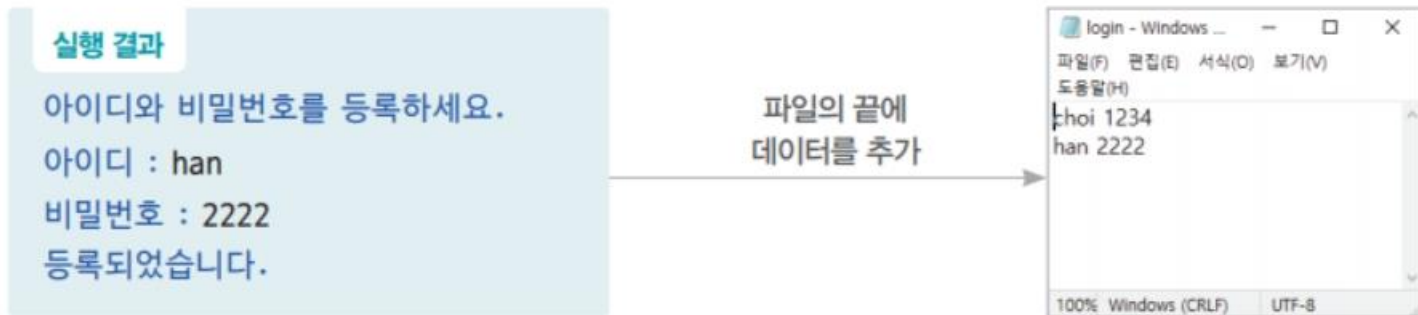 실행 결과
아이디와 비밀번호를 등록하세요.
아이디 : han
비밀번호 : 2222
등록되었습니다.
파일의 끝에
데이터를 추가
login - Windows ...
파일(F) 편집(E) 서식(O) 보기(V)
도움말(H)
choi 1234
han 2222
100% Windows (CRLF) UTF-8